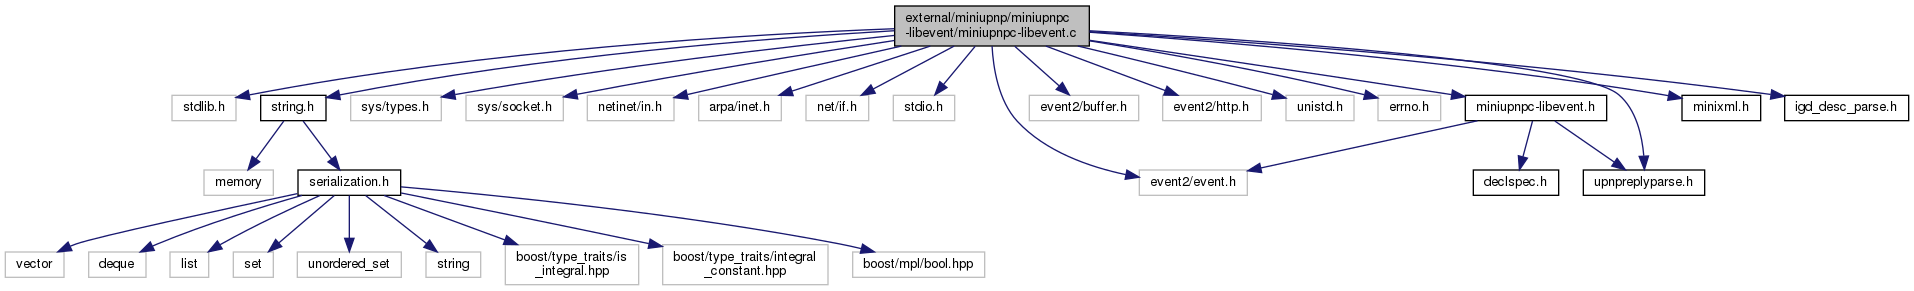 external/miniupnp/miniupnpc
-libevent/miniupnpc-libevent.c
stdlib.h
string.h
sys/types.h
sys/socket.h
netinet/in.h
arpa/inet.h
net/if.h
stdio.h
event2/buffer.h
event2/http.h
unistd.h
errno.h
miniupnpc-libevent.h
minixml.h
igd_desc_parse.h
memory
serialization.h
event2/event.h
declspec.h
upnpreplyparse.h
vector
deque
list
set
unordered_set
string
boost/type_traits/is
_integral.hpp
boost/type_traits/integral
_constant.hpp
boost/mpl/bool.hpp